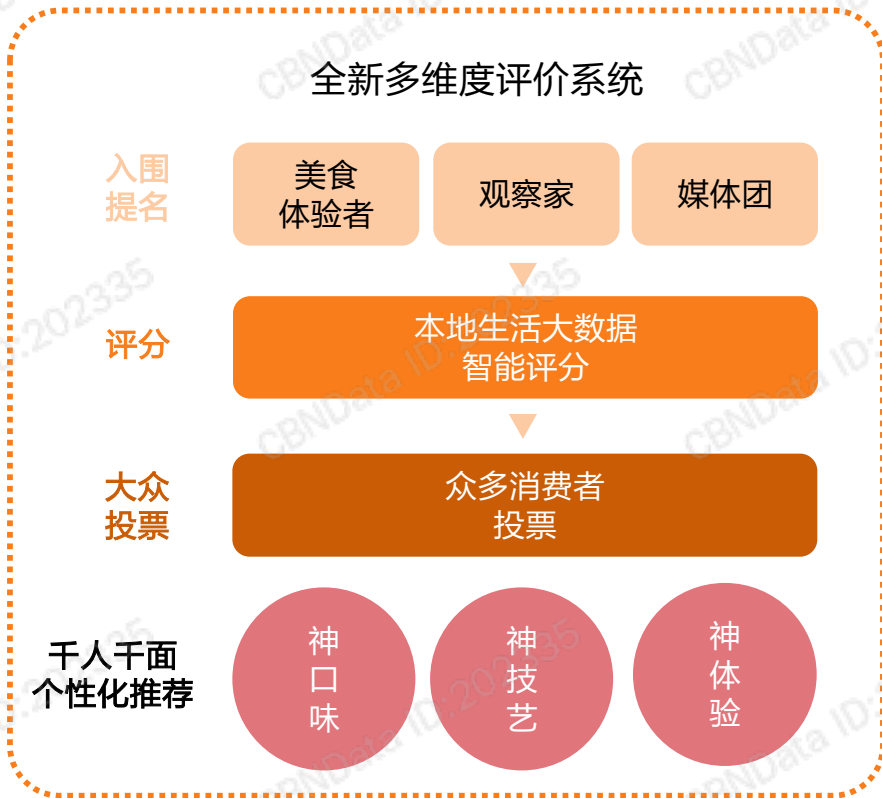 全新多维度评价系统
入围
提名
美食
体验者
观察家
媒体团
评分
本地生活大数据
智能评分
大众
投票
众多消费者
投票
千人千面
个性化推荐
神
口
味
神
技
艺
神
体
验
CBNData ID:202335